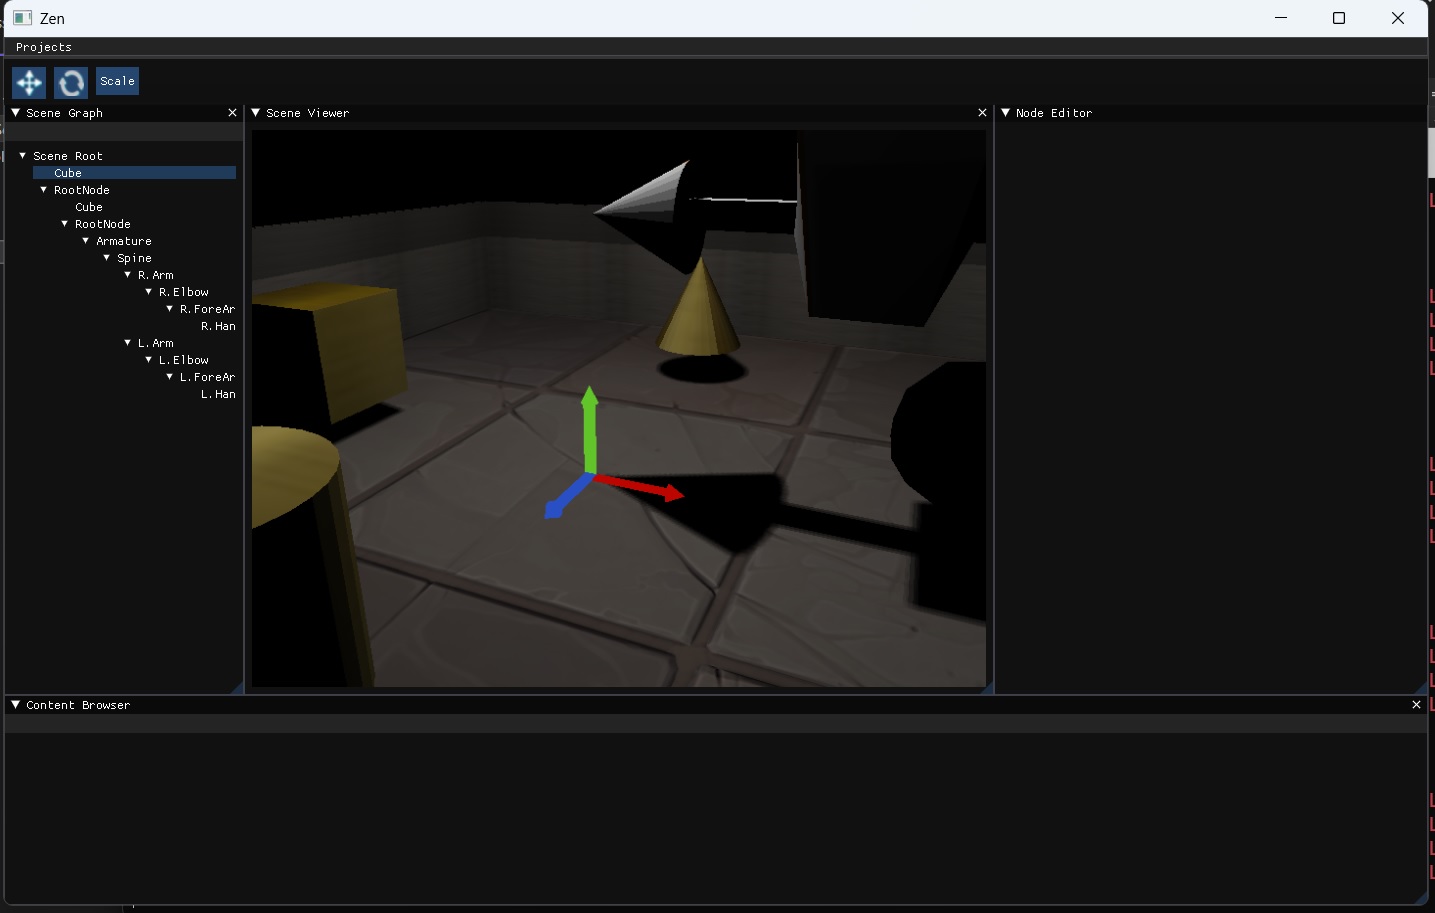 Zen
Projects
Scale
Scene Graph
Scene Viewer
Node Editor
Scene Root
Cube
RootNode
Cube
RootNode
Armature
Spine
R.Arm
R.Elbow
R.ForeAr
R.Han
L.Arm
L.Elbow
L.ForeAr
L.Han
Content Browser